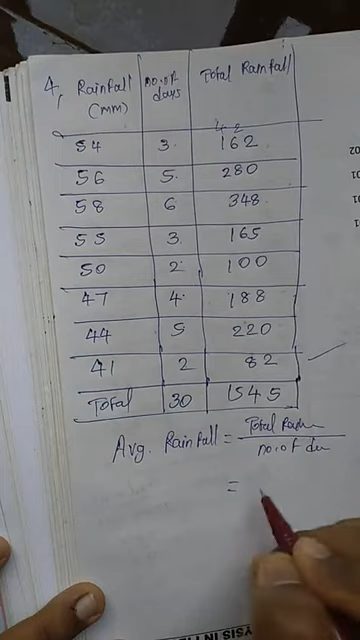 4, Rainfall (mm) no.of days Total Rainfall
54 3 162
56 5 280
58 6 348
55 3 165
50 2 100
47 4 188
44 5 220
41 2 82
Total 30 1545
Avg. Rainfall = Total / no.of
=